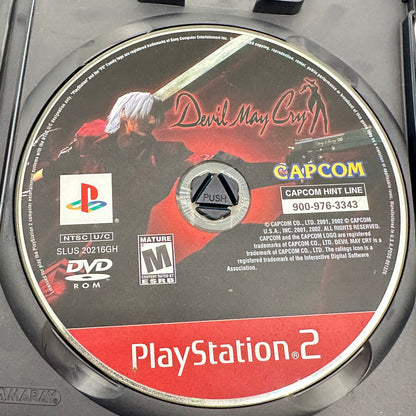 Devil May Cry
CAPCOM
CAPCOM HINT LINE
900-976-3343
PUSH
NTSC U/C
SLUS 20216GH
DVD
ROM
MATURE
M
ESRB
© CAPCOM CO., LTD. 2001, 2002 © CAPCOM
U.S.A., INC. 2001, 2002. ALL RIGHTS RESERVED.
CAPCOM and the CAPCOM LOGO are registered
trademarks of CAPCOM CO., LTD. DEVIL MAY CRY is a
trademark of CAPCOM CO., LTD. The ratings icon is a
registered trademark of the Interactive Digital Software
Association.
PlayStation®2